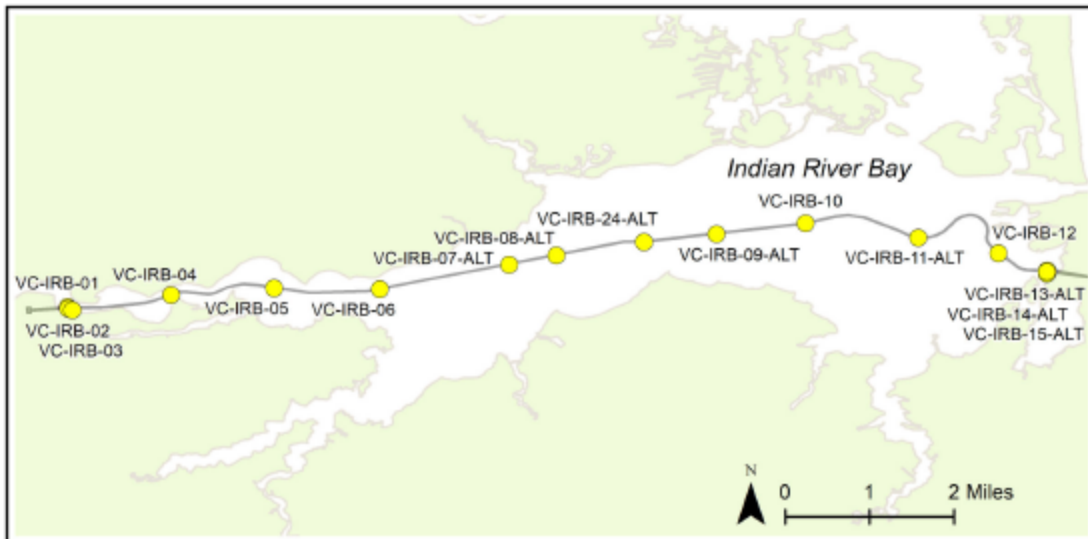 Indian River Bay
VC-IRB-10
VC-IRB-24-ALT
VC-IRB-08-ALT
VC-IRB-12
VC-IRB-07-ALT
VC-IRB-09-ALT
VC-IRB-11-ALT
VC-IRB-04
VC-IRB-01
VC-IRB-05
VC-IRB-06
VC-IRB-13-ALT
VC-IRB-14-ALT
VC-IRB-15-ALT
VC-IRB-02
VC-IRB-03
N
0 1 2 Miles